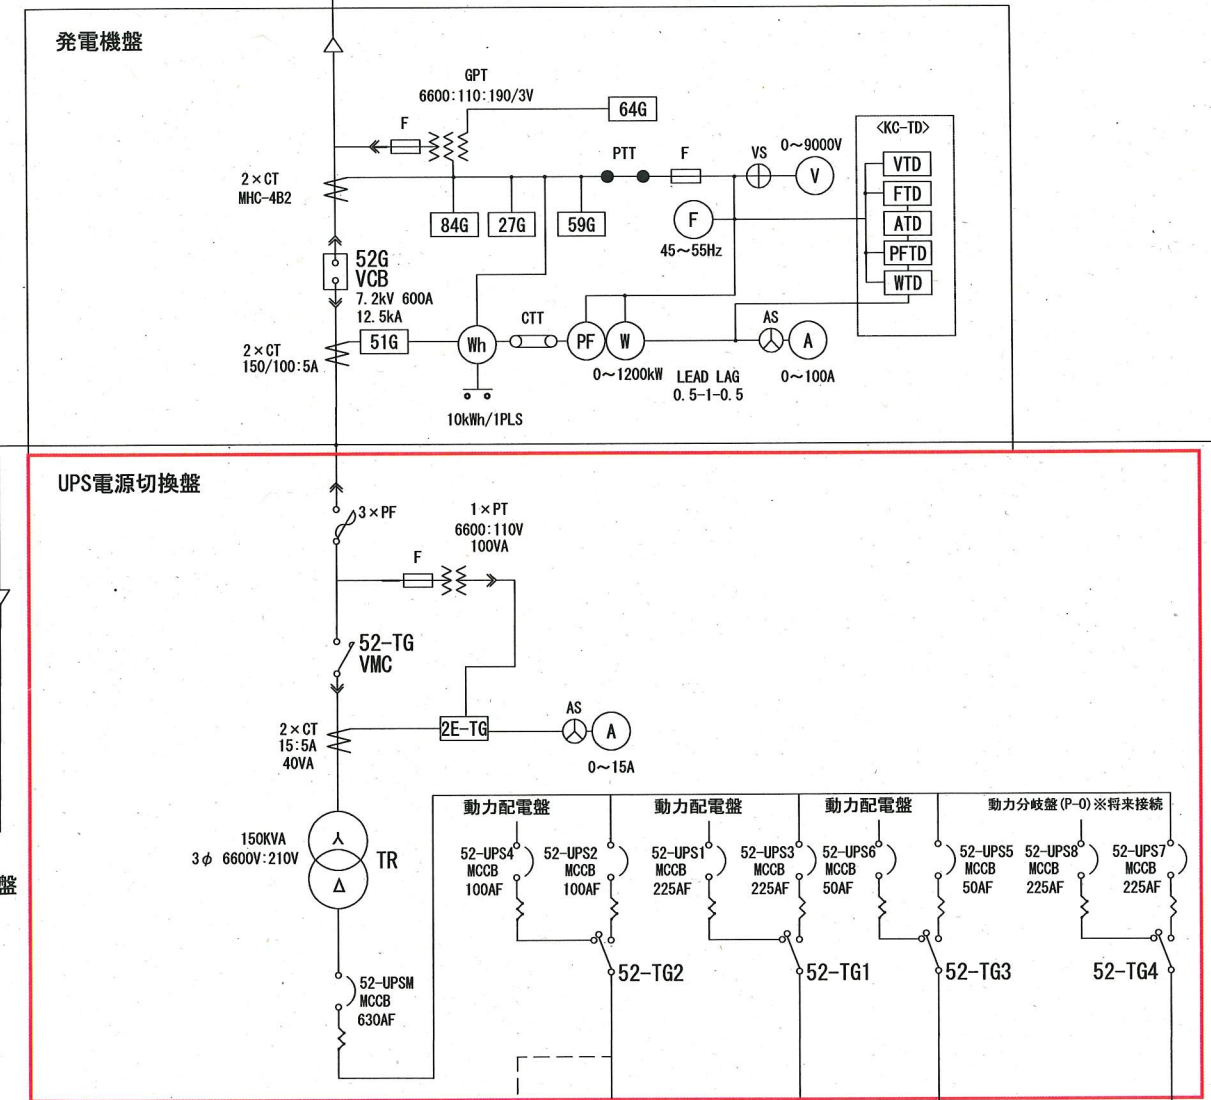 発電機盤
GPT
6600:110:190/3V
64G
F
2×CT
MHC-4B2
PTT
F
VS
0～9000V
V
84G
27G
59G
F
45～55Hz
<KC-TD>
VTD
FTD
ATD
PFTD
WTD
52G
VCB
7.2kV 600A
12.5kA
2×CT
150/100:5A
51G
Wh
CTT
PF
W
AS
A
0～1200kW
LEAD LAG
0.5-1-0.5
0～100A
10kWh/1PLS
UPS電源切換盤
3×PF
1×PT
6600:110V
100VA
F
52-TG
VMC
2×CT
15:5A
40VA
2E-TG
AS
A
0～15A
150KVA
3φ 6600V:210V
TR
盤
52-UPSM
MCCB
630AF
動力配電盤
動力配電盤
動力配電盤
動力分岐盤(P-0)※将来接続
52-UPS4
MCCB
100AF
52-UPS2
MCCB
100AF
52-UPS1
MCCB
225AF
52-UPS3
MCCB
225AF
52-UPS6
MCCB
50AF
52-UPS5
MCCB
50AF
52-UPS8
MCCB
225AF
52-UPS7
MCCB
225AF
52-TG2
52-TG1
52-TG3
52-TG4